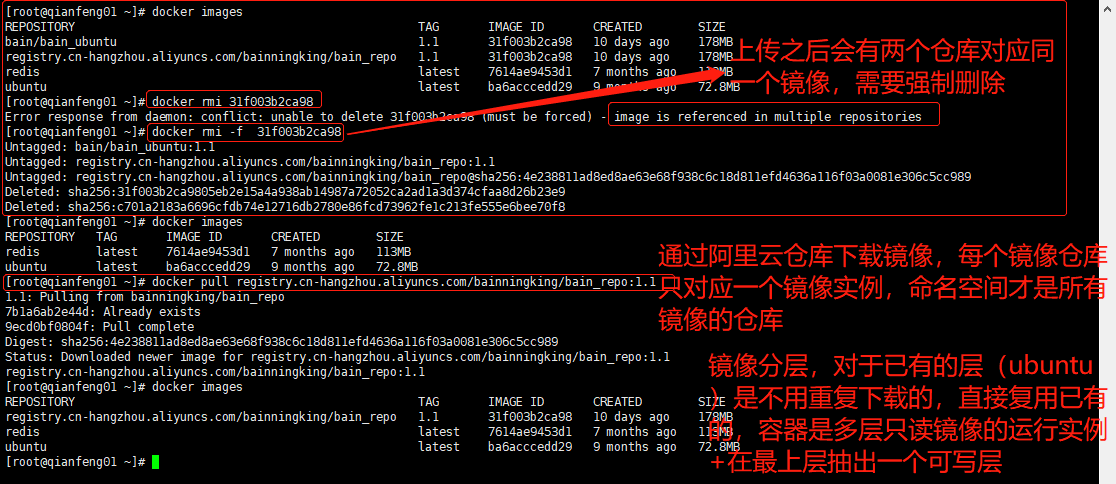 [root@qianfeng01 ~]# docker images
REPOSITORY TAG IMAGE ID CREATED SIZE
bain/bain_ubuntu 1.1 31f003b2ca98 10 days ago 178MB
registry.cn-hangzhou.aliyuncs.com/bainningking/bain_repo 1.1 31f003b2ca98 10 days ago 178MB
redis latest 7614ae9453d1 7 months ago 113MB
ubuntu latest ba6acccedd29 9 months ago 72.8MB
上传之后会有两个仓库对应同
一个镜像，需要强制删除
[root@qianfeng01 ~]# docker rmi 31f003b2ca98
Error response from daemon: conflict: unable to delete 31f003b2ca98 (must be forced) - image is referenced in multiple repositories
[root@qianfeng01 ~]# docker rmi -f 31f003b2ca98
Untagged: bain/bain_ubuntu:1.1
Untagged: registry.cn-hangzhou.aliyuncs.com/bainningking/bain_repo:1.1
Untagged: registry.cn-hangzhou.aliyuncs.com/bainningking/bain_repo@sha256:4e238811ad8ed8ae63e68f938c6c18d811efd4636a116f03a0081e306c5cc989
Deleted: sha256:31f003b2ca9805eb2e15a4a938ab14987a72052ca2ad1a3d374cfaa8d26b23e9
Deleted: sha256:c701a2183a6696cfdb74e12716db2780e86fcd73962fe1c213fe555e6bee70f8
[root@qianfeng01 ~]# docker images
REPOSITORY TAG IMAGE ID CREATED SIZE
redis latest 7614ae9453d1 7 months ago 113MB
ubuntu latest ba6acccedd29 9 months ago 72.8MB
[root@qianfeng01 ~]# docker pull registry.cn-hangzhou.aliyuncs.com/bainningking/bain_repo:1.1
通过阿里云仓库下载镜像，每个镜像仓库
只对应一个镜像实例，命名空间才是所有
镜像的仓库
1.1: Pulling from bainningking/bain_repo
7b1a6ab2e44d: Already exists
9ecd0bf0804f: Pull complete
Digest: sha256:4e238811ad8ed8ae63e68f938c6c18d811efd4636a116f03a0081e306c5cc989
Status: Downloaded newer image for registry.cn-hangzhou.aliyuncs.com/bainningking/bain_repo:1.1
registry.cn-hangzhou.aliyuncs.com/bainningking/bain_repo:1.1
[root@qianfeng01 ~]# docker images
REPOSITORY TAG IMAGE ID CREATED SIZE
registry.cn-hangzhou.aliyuncs.com/bainningking/bain_repo 1.1 31f003b2ca98 10 days ago 178MB
redis latest 7614ae9453d1 7 months ago 113MB
ubuntu latest ba6acccedd29 9 months ago 72.8MB
[root@qianfeng01 ~]#
镜像分层，对于已有的层（ubuntu
）是不用重复下载的，直接复用已有
的，容器是多层只读镜像的运行实例
+在最上层抽出一个可写层